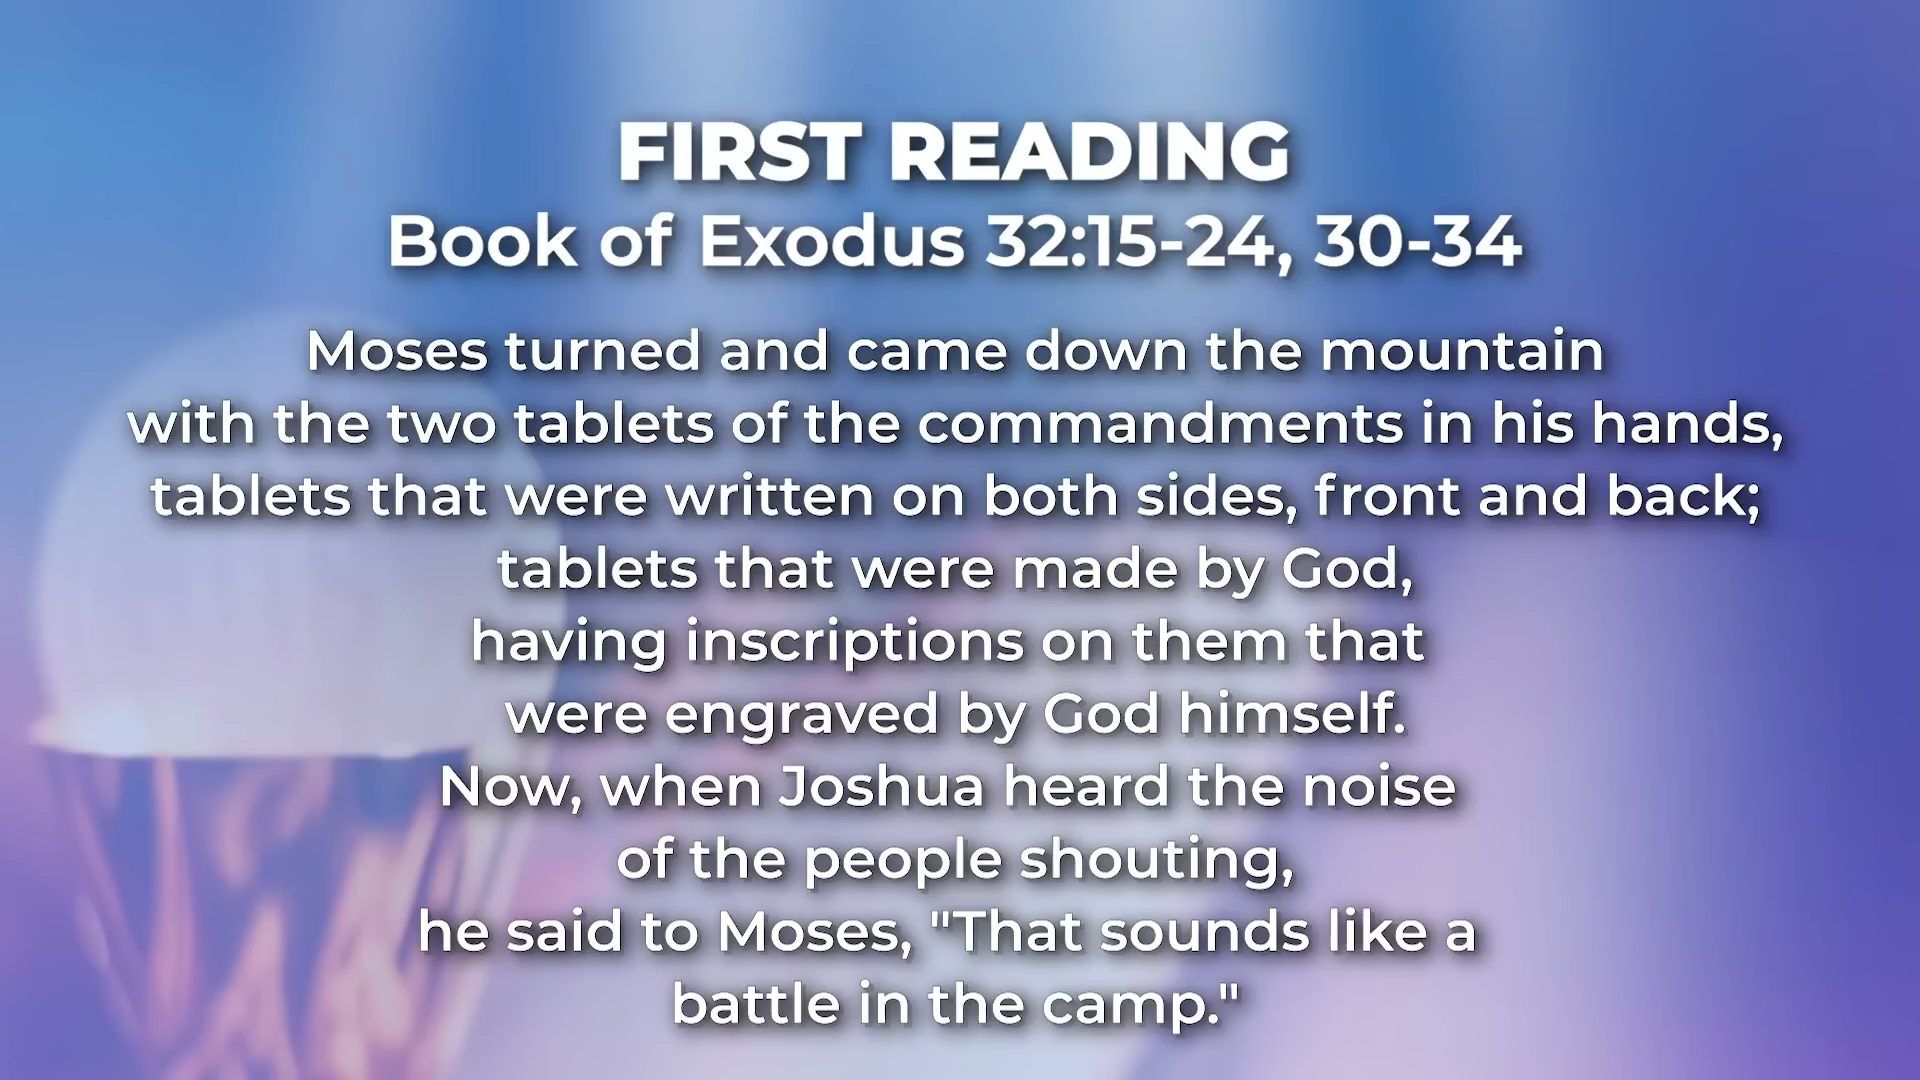 FIRST READING
Book of Exodus 32:15-24, 30-34
Moses turned and came down the mountain
with the two tablets of the commandments in his hands,
tablets that were written on both sides, front and back;
tablets that were made by God,
having inscriptions on them that
were engraved by God himself.
Now, when Joshua heard the noise
of the people shouting,
he said to Moses, "That sounds like a
battle in the camp."